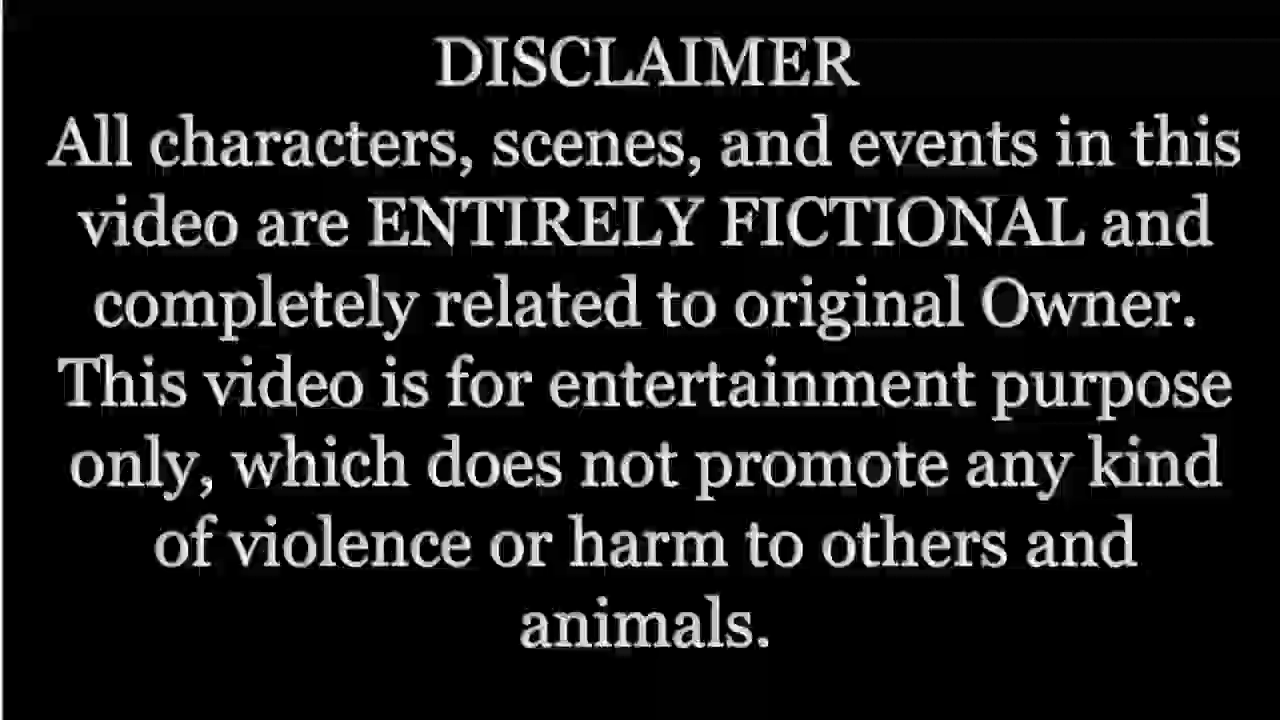 DISCLAIMER
All characters, scenes, and events in this
video are ENTIRELY FICTIONAL and
completely related to original Owner.
This video is for entertainment purpose
only, which does not promote any kind
of violence or harm to others and
animals.